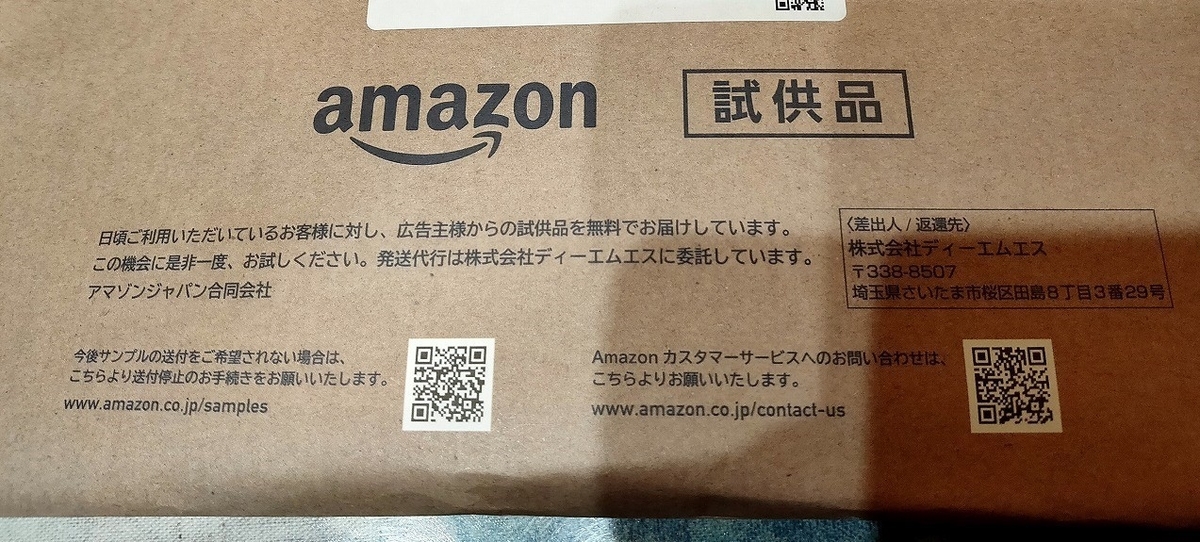 amazon
試供品
日頃ご利用いただいているお客様に対し、広告主様からの試供品を無料でお届けしています。
この機会に是非一度、お試しください。発送代行は株式会社ディーエムエスに委託しています。
アマゾンジャパン合同会社
〈差出人 / 返還先〉
株式会社ディーエムエス
〒338-8507
埼玉県さいたま市桜区田島8丁目3番29号
今後サンプルの送付をご希望されない場合は、
こちらより送付停止のお手続きをお願いいたします。
www.amazon.co.jp/samples
Amazon カスタマーサービスへのお問い合わせは、
こちらよりお願いいたします。
www.amazon.co.jp/contact-us